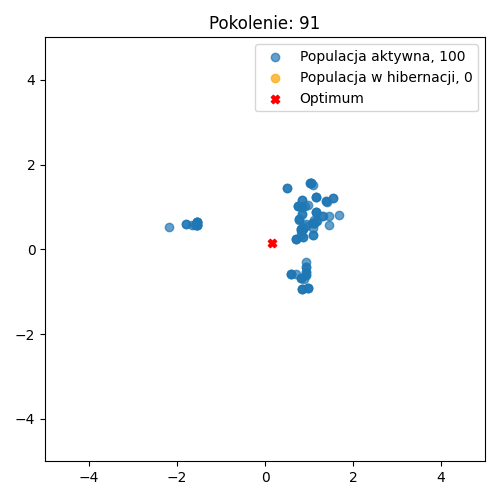 Pokolenie: 91
Populacja aktywna, 100
Populacja w hibernacji, 0
Optimum
4
2
0
−2
−4
−4 −2 0 2 4